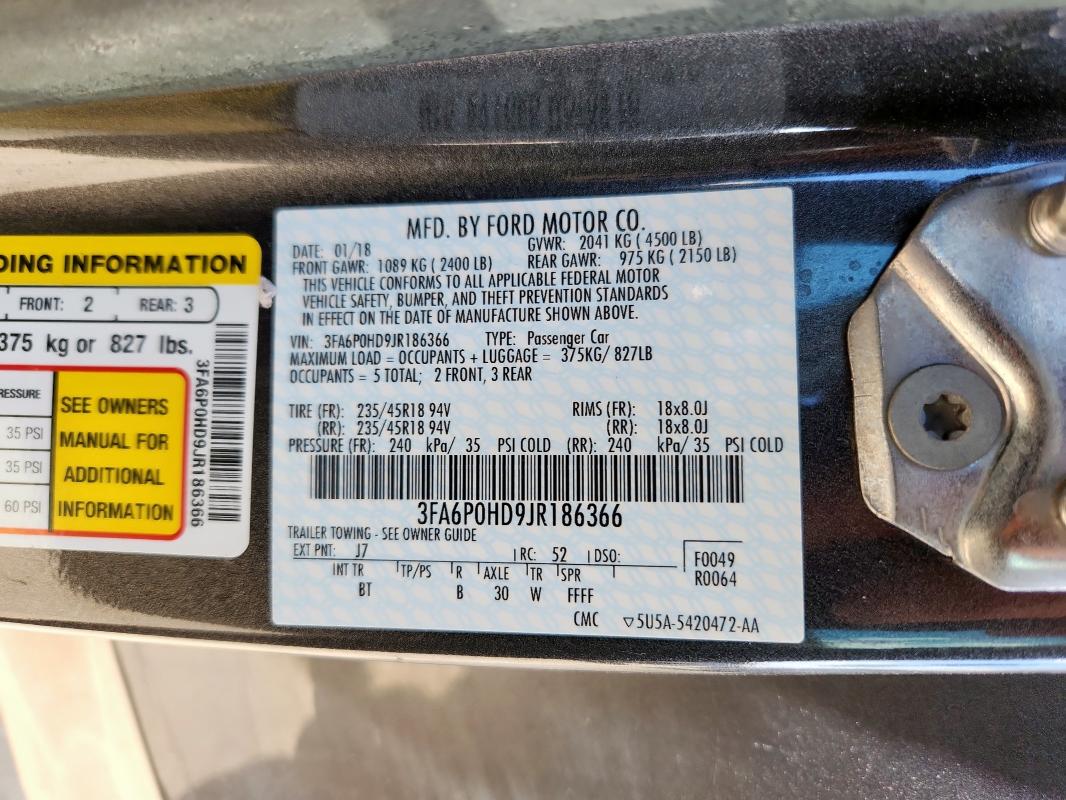 DING INFORMATION
FRONT: 2 REAR: 3
375 kg or 827 lbs.
RESSURE
35 PSI
35 PSI
60 PSI
SEE OWNERS
MANUAL FOR
ADDITIONAL
INFORMATION
3FA6P0HD9JR186366
MFD. BY FORD MOTOR CO.
DATE: 01/18 GVWR: 2041 KG ( 4500 LB)
FRONT GAWR: 1089 KG ( 2400 LB) REAR GAWR: 975 KG ( 2150 LB)
THIS VEHICLE CONFORMS TO ALL APPLICABLE FEDERAL MOTOR
VEHICLE SAFETY, BUMPER, AND THEFT PREVENTION STANDARDS
IN EFFECT ON THE DATE OF MANUFACTURE SHOWN ABOVE.
VIN: 3FA6P0HD9JR186366 TYPE: Passenger Car
MAXIMUM LOAD = OCCUPANTS + LUGGAGE = 375KG/ 827LB
OCCUPANTS = 5 TOTAL; 2 FRONT, 3 REAR
TIRE (FR): 235/45R18 94V RIMS (FR): 18x8.0J
(RR): 235/45R18 94V (RR): 18x8.0J
PRESSURE (FR): 240 kPa/ 35 PSI COLD (RR): 240 kPa/ 35 PSI COLD
3FA6P0HD9JR186366
TRAILER TOWING - SEE OWNER GUIDE
EXT PNT: J7 RC: 52 DSO: F0049
R0064
INT TR TP/PS R AXLE TR SPR
BT B 30 W FFFF
CMC ▽5U5A-5420472-AA